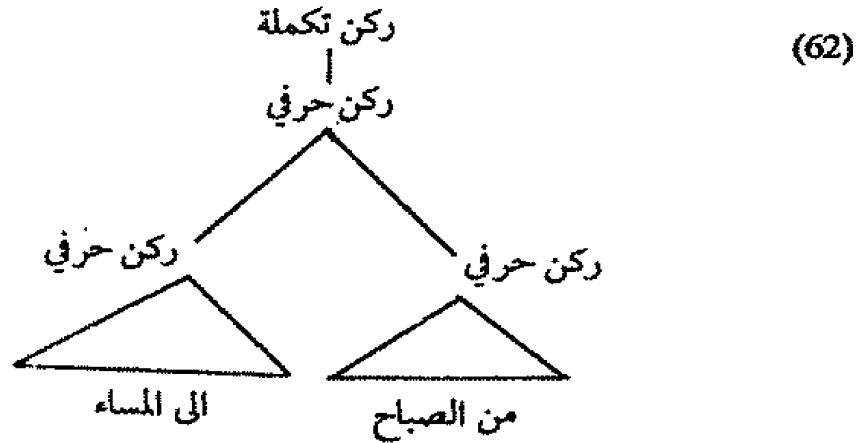 (62)
ركن تكملة
ركن حرفي
ركن حرفي
ركن حرفي
من الصباح
الى المساء